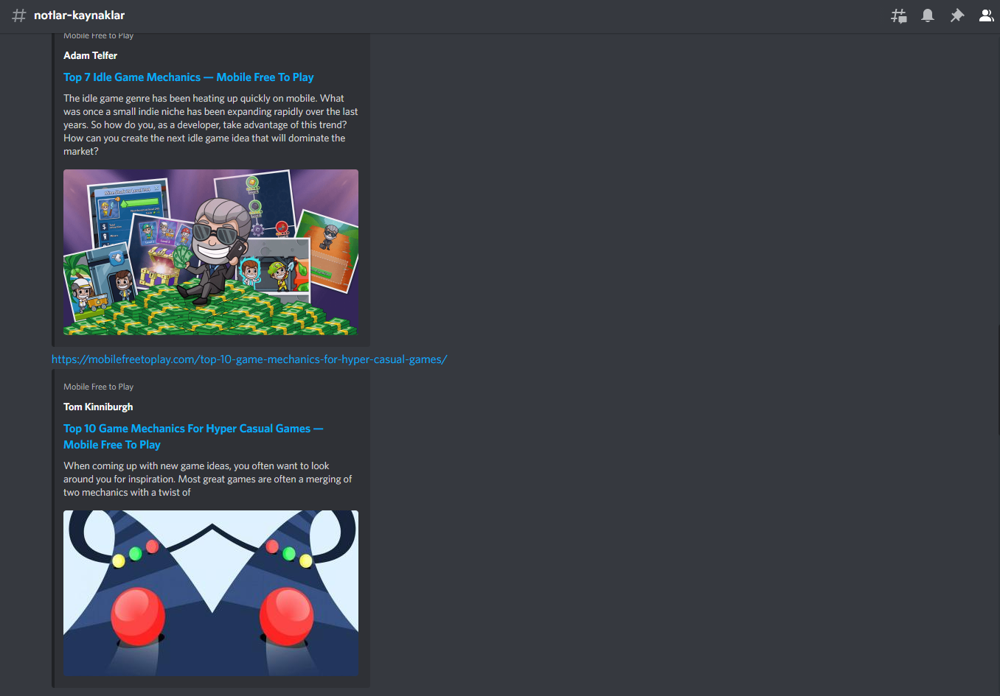 notlar-kaynaklar
Mobile Free to Play
Adam Telfer
Top 7 Idle Game Mechanics — Mobile Free To Play
The idle game genre has been heating up quickly on mobile. What
was once a small indie niche has been expanding rapidly over the last
years. So how do you, as a developer, take advantage of this trend?
How can you create the next idle game idea that will dominate the
market?
https://mobilefreetoplay.com/top-10-game-mechanics-for-hyper-casual-games/
Mobile Free to Play
Tom Kinniburgh
Top 10 Game Mechanics For Hyper Casual Games —
Mobile Free To Play
When coming up with new game ideas, you often want to look
around you for inspiration. Most great games are often a merging of
two mechanics with a twist of